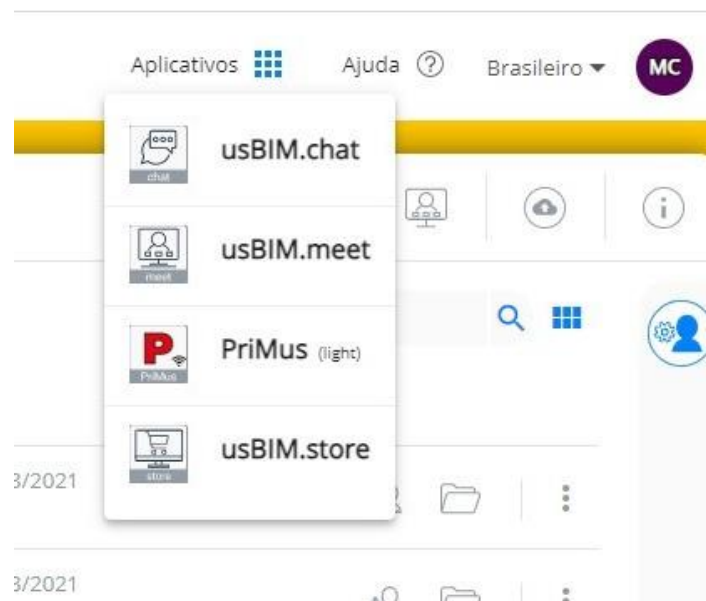 Aplicativos Ajuda ? Brasileiro MC
chat
usBIM.chat
meet
usBIM.meet
P
PriMus
PriMus (light)
store
usBIM.store
3/2021
3/2021